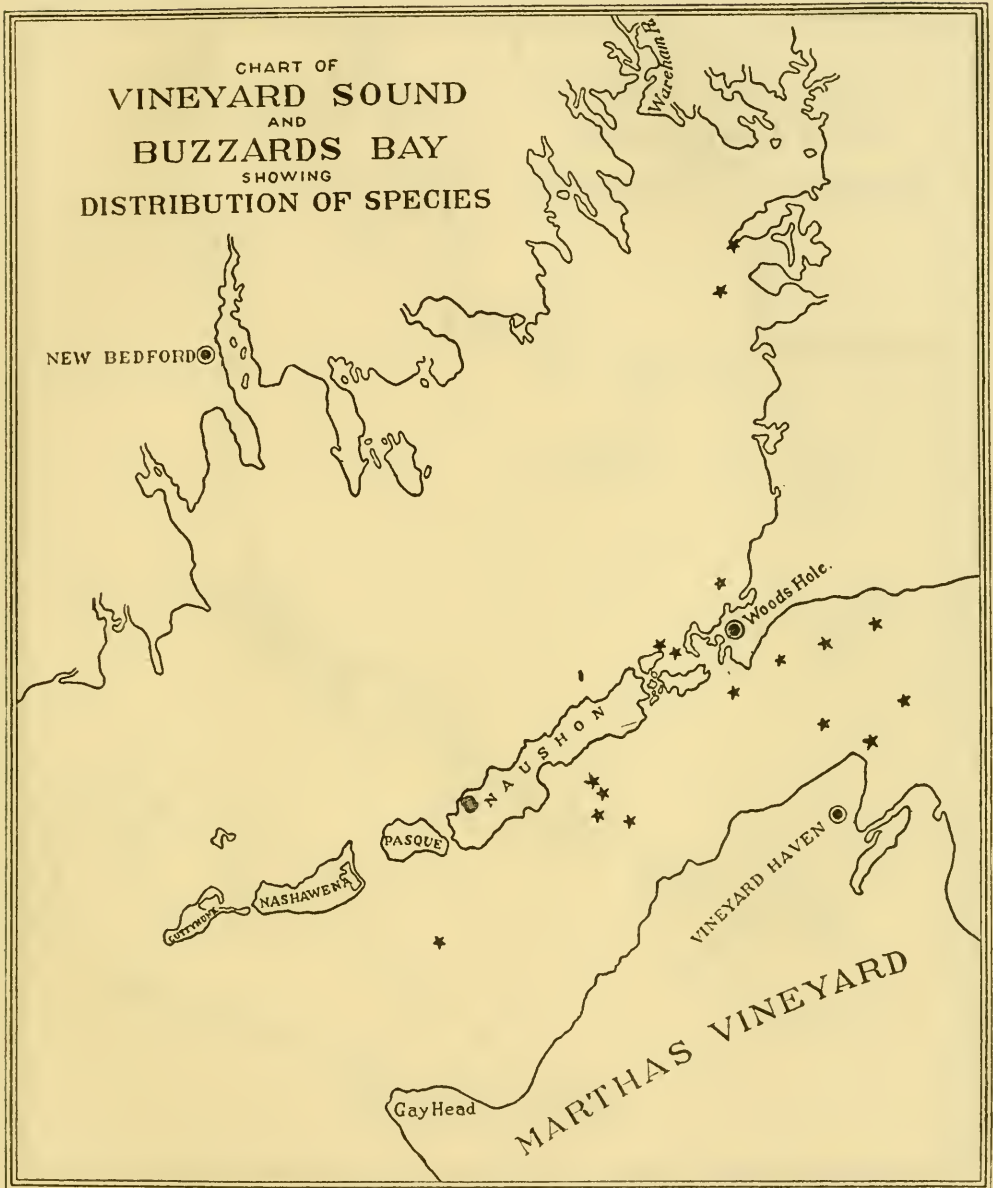 CHART OF
VINEYARD SOUND
AND
BUZZARDS BAY
SHOWING
DISTRIBUTION OF SPECIES
Wareham R.
NEW BEDFORD
Woods Hole.
NAUSHON
PASQUE
NASHAWENA
CUTTYHUNK
VINEYARD HAVEN
MARTHAS VINEYARD
Gay Head